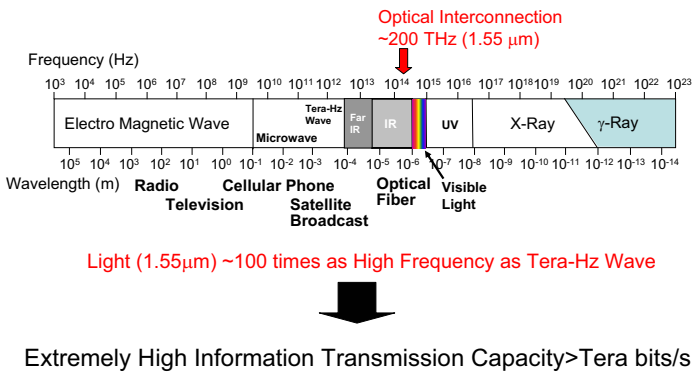 Optical Interconnection
~200 THz (1.55 μm)
Frequency (Hz)
10³ 10⁴ 10⁵ 10⁶ 10⁷ 10⁸ 10⁹ 10¹⁰ 10¹¹ 10¹² 10¹³ 10¹⁴ 10¹⁵ 10¹⁶ 10¹⁷ 10¹⁸ 10¹⁹ 10²⁰ 10²¹ 10²² 10²³
Electro Magnetic Wave
Microwave
Tera-Hz
Wave
Far
IR
IR
UV
X-Ray
γ-Ray
10⁵ 10⁴ 10³ 10² 10¹ 10⁰ 10⁻¹ 10⁻² 10⁻³ 10⁻⁴ 10⁻⁵ 10⁻⁶ 10⁻⁷ 10⁻⁸ 10⁻⁹ 10⁻¹⁰ 10⁻¹¹ 10⁻¹² 10⁻¹³ 10⁻¹⁴
Wavelength (m)
Radio
Television
Cellular Phone
Satellite
Broadcast
Optical
Fiber
Visible
Light
Light (1.55μm) ~100 times as High Frequency as Tera-Hz Wave
Extremely High Information Transmission Capacity>Tera bits/s